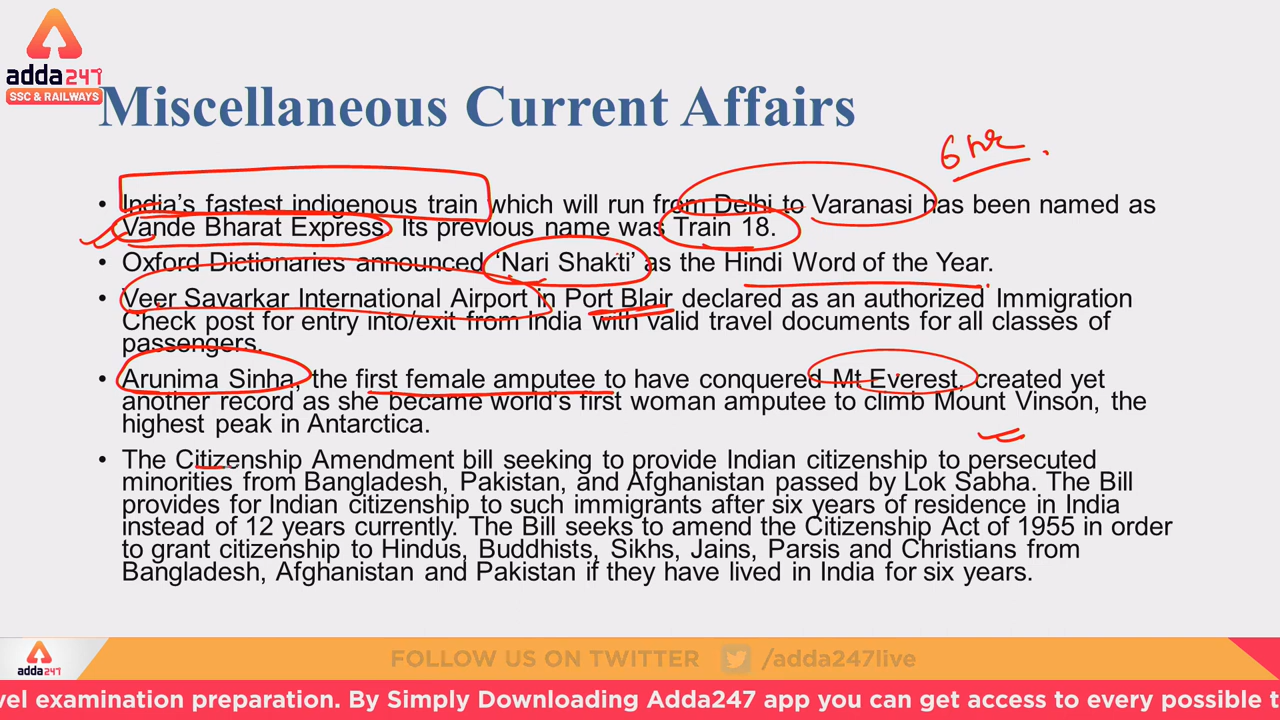 adda247
SSC & RAILWAYS
Miscellaneous Current Affairs
6 hr
• India's fastest indigenous train which will run from Delhi to Varanasi has been named as
Vande Bharat Express. Its previous name was Train 18.
• Oxford Dictionaries announced ‘Nari Shakti’ as the Hindi Word of the Year.
• Veer Savarkar International Airport in Port Blair declared as an authorized Immigration
Check post for entry into/exit from India with valid travel documents for all classes of
passengers.
• Arunima Sinha, the first female amputee to have conquered Mt Everest, created yet
another record as she became world's first woman amputee to climb Mount Vinson, the
highest peak in Antarctica.
• The Citizenship Amendment bill seeking to provide Indian citizenship to persecuted
minorities from Bangladesh, Pakistan, and Afghanistan passed by Lok Sabha. The Bill
provides for Indian citizenship to such immigrants after six years of residence in India
instead of 12 years currently. The Bill seeks to amend the Citizenship Act of 1955 in order
to grant citizenship to Hindus, Buddhists, Sikhs, Jains, Parsis and Christians from
Bangladesh, Afghanistan and Pakistan if they have lived in India for six years.
adda247
FOLLOW US ON TWITTER /adda247live
vel examination preparation. By Simply Downloading Adda247 app you can get access to every possible t